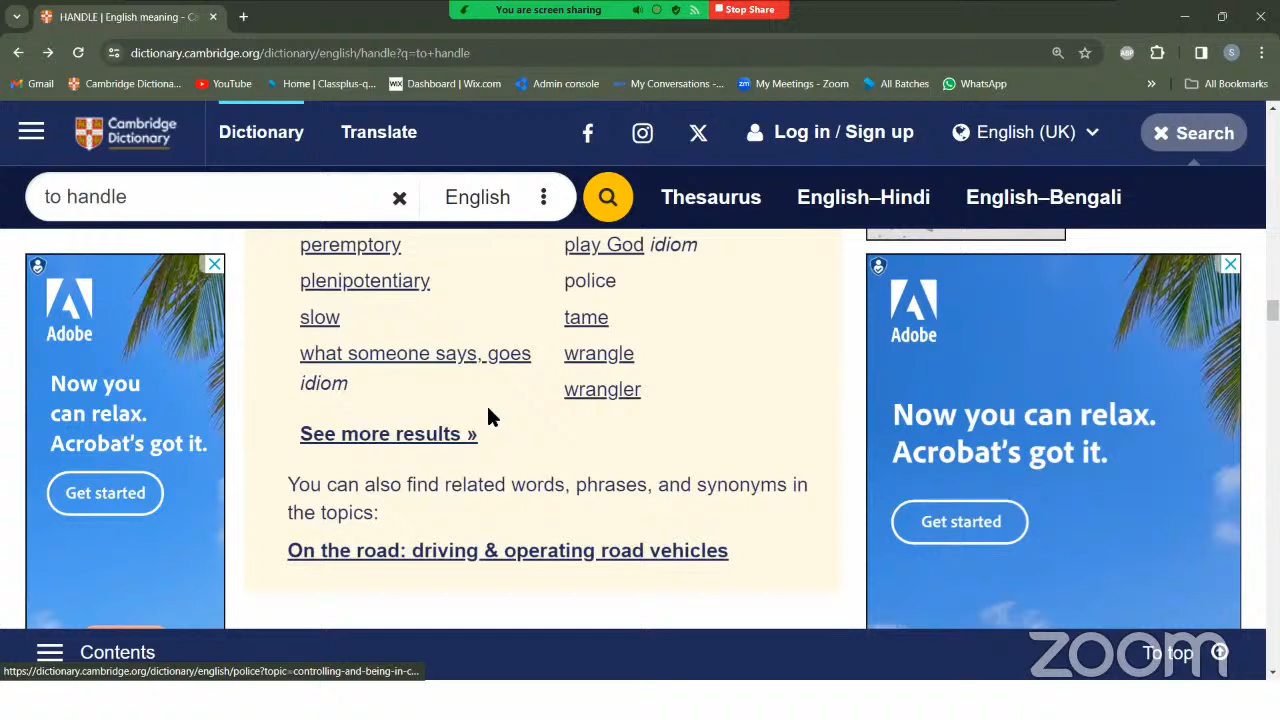 You are screen sharing
Stop Share
HANDLE | English meaning - Ca
dictionary.cambridge.org/dictionary/english/handle?q=to+handle
ABP
S
Gmail
Cambridge Dictiona...
YouTube
Home | Classplus-q...
WIX
Dashboard | Wix.com
Admin console
My Conversations -...
zm
My Meetings - Zoom
All Batches
WhatsApp
»
All Bookmarks
Cambridge
Dictionary
Dictionary
Translate
Log in / Sign up
English (UK)
Search
to handle
English
Thesaurus
English–Hindi
English–Bengali
peremptory
play God idiom
plenipotentiary
police
slow
tame
what someone says, goes
idiom
wrangle
wrangler
See more results »
You can also find related words, phrases, and synonyms in
the topics:
On the road: driving & operating road vehicles
Adobe
Now you
can relax.
Acrobat’s got it.
Get started
Adobe
Now you can relax.
Acrobat’s got it.
Get started
Contents
To top
zoom
https://dictionary.cambridge.org/dictionary/english/police?topic=controlling-and-being-in-c...